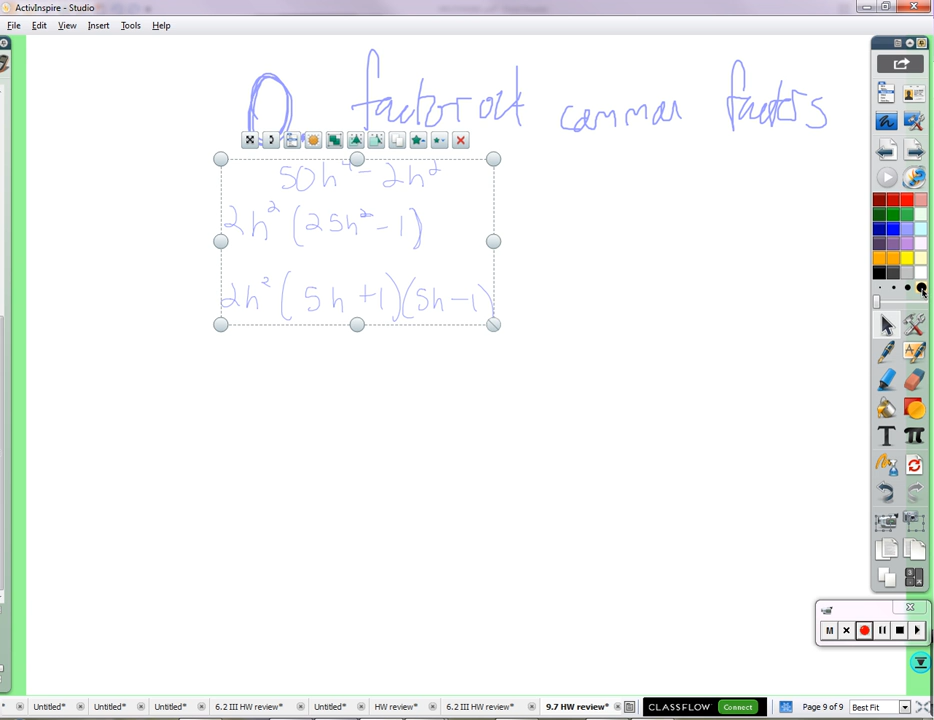 ActivInspire - Studio
File Edit View Insert Tools Help
factor out common factors
50h⁴ - 2h²
2h² (25h² - 1)
2h² (5h + 1)(5h - 1)
M
T π
Untitled* Untitled* Untitled* 6.2 III HW review* Untitled* HW review* 6.2 III HW review* Untitled* 9.7 HW review* CLASSFLOW Connect Page 9 of 9 Best Fit